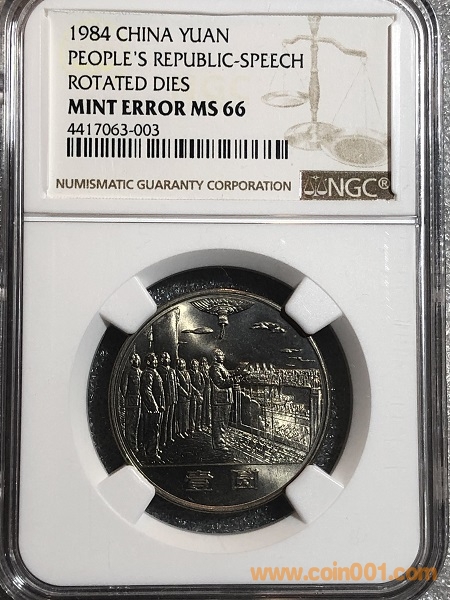 1984 CHINA YUAN
PEOPLE'S REPUBLIC-SPEECH
ROTATED DIES
MINT ERROR MS 66
4417063-003
NUMISMATIC GUARANTY CORPORATION
NGC®
壹圆
www.coin001.com